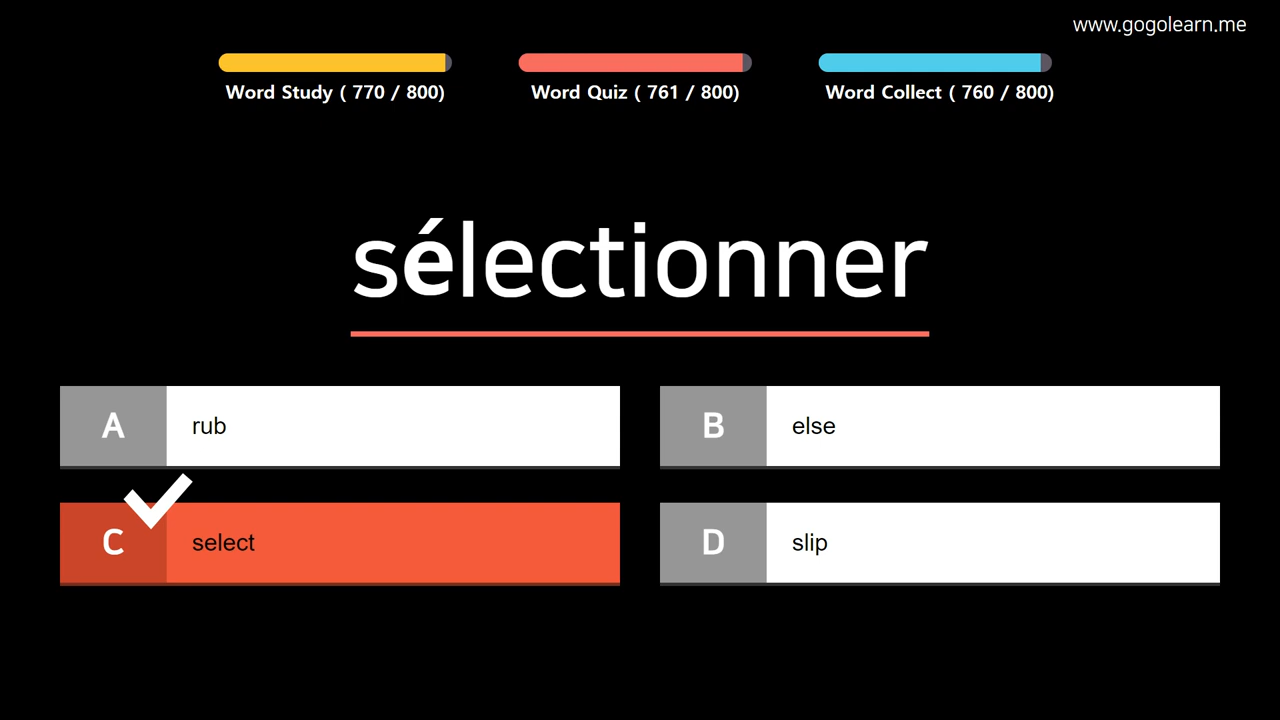 www.gogolearn.me
Word Study ( 770 / 800)
Word Quiz ( 761 / 800)
Word Collect ( 760 / 800)
sélectionner
A rub
B else
C select
D slip